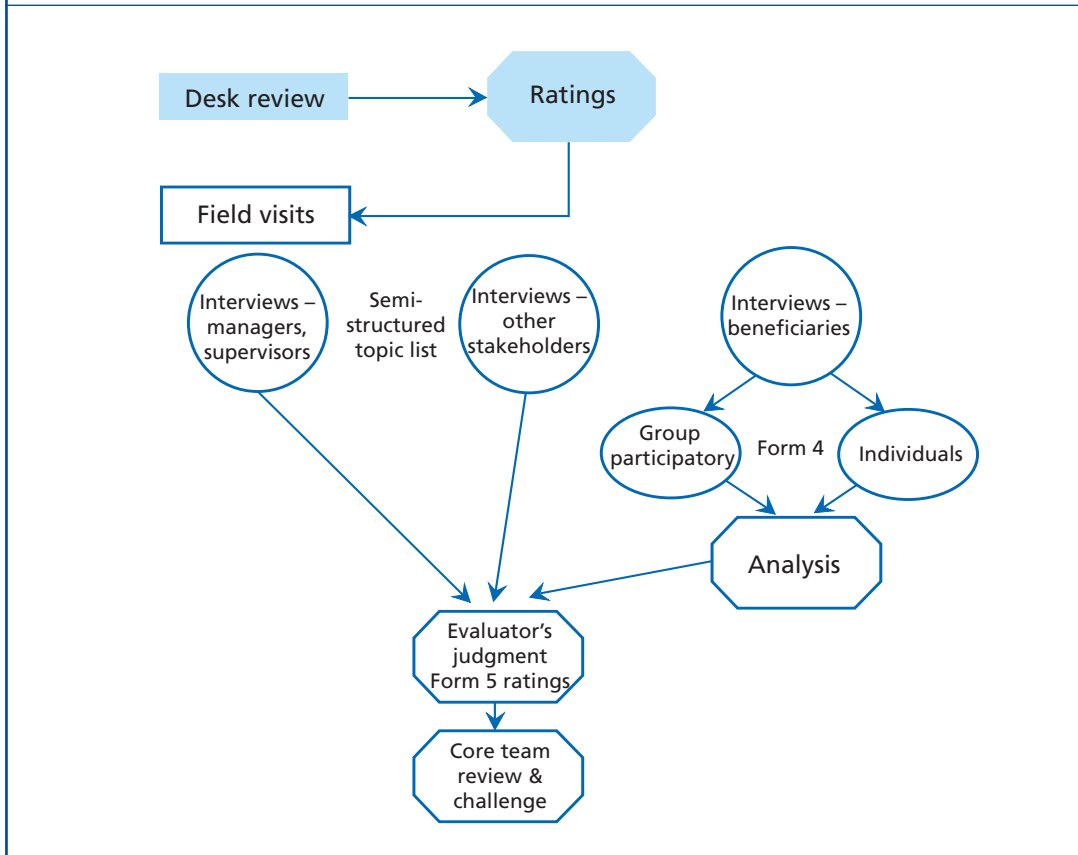 Desk review
Ratings
Field visits
Interviews –
managers,
supervisors
Semi-
structured
topic list
Interviews –
other
stakeholders
Interviews –
beneficiaries
Group
participatory
Form 4
Individuals
Analysis
Evaluator’s
judgment
Form 5 ratings
Core team
review &
challenge